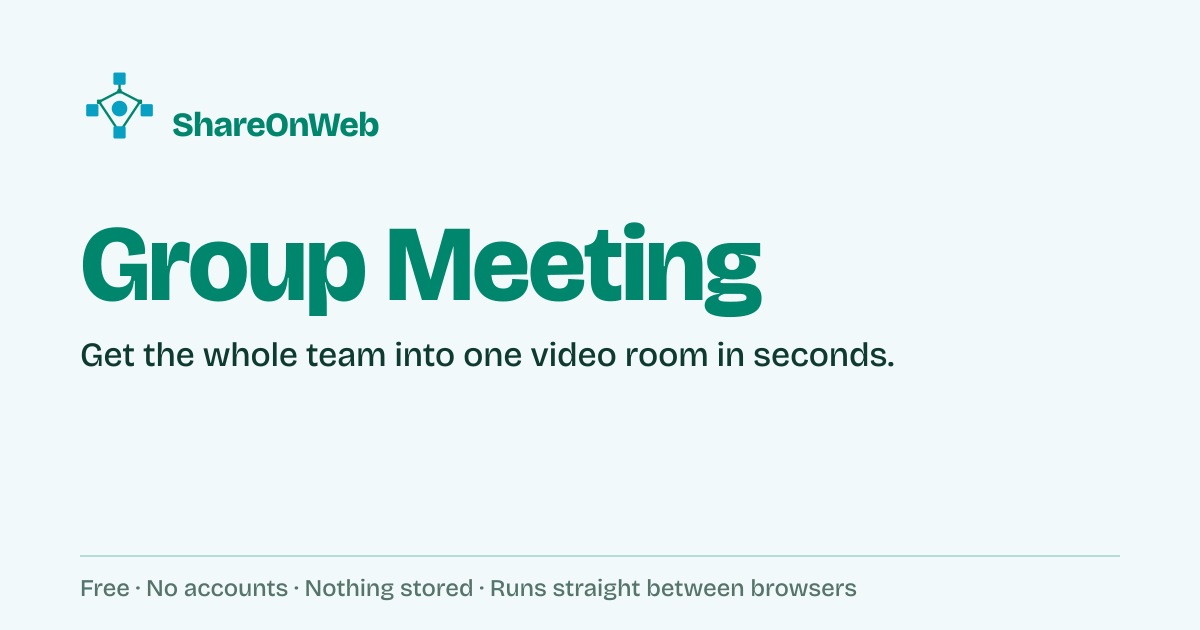 ShareOnWeb
Group Meeting
Get the whole team into one video room in seconds.
Free · No accounts · Nothing stored · Runs straight between browsers